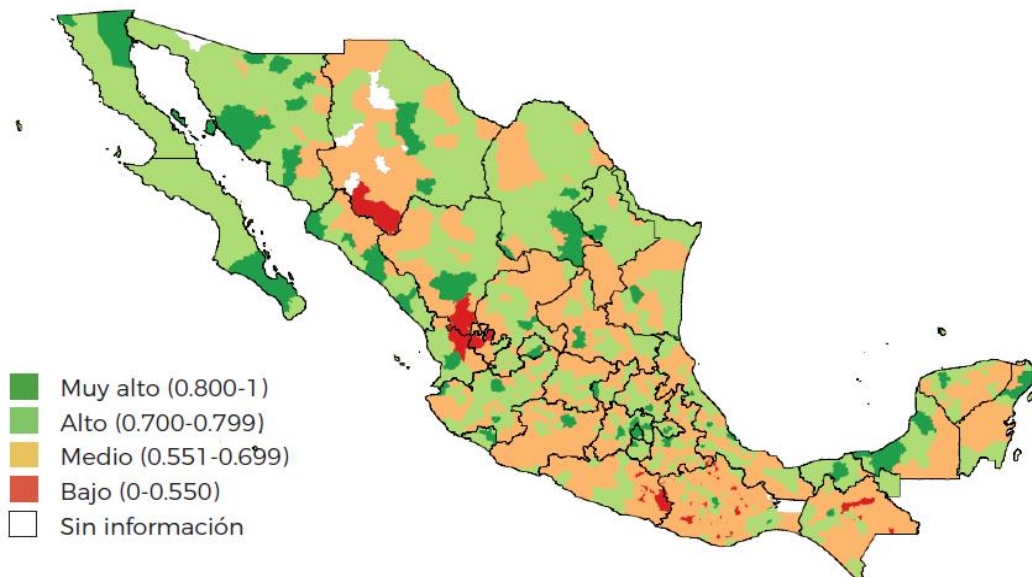 Muy alto (0.800-1)
Alto (0.700-0.799)
Medio (0.551-0.699)
Bajo (0-0.550)
Sin información